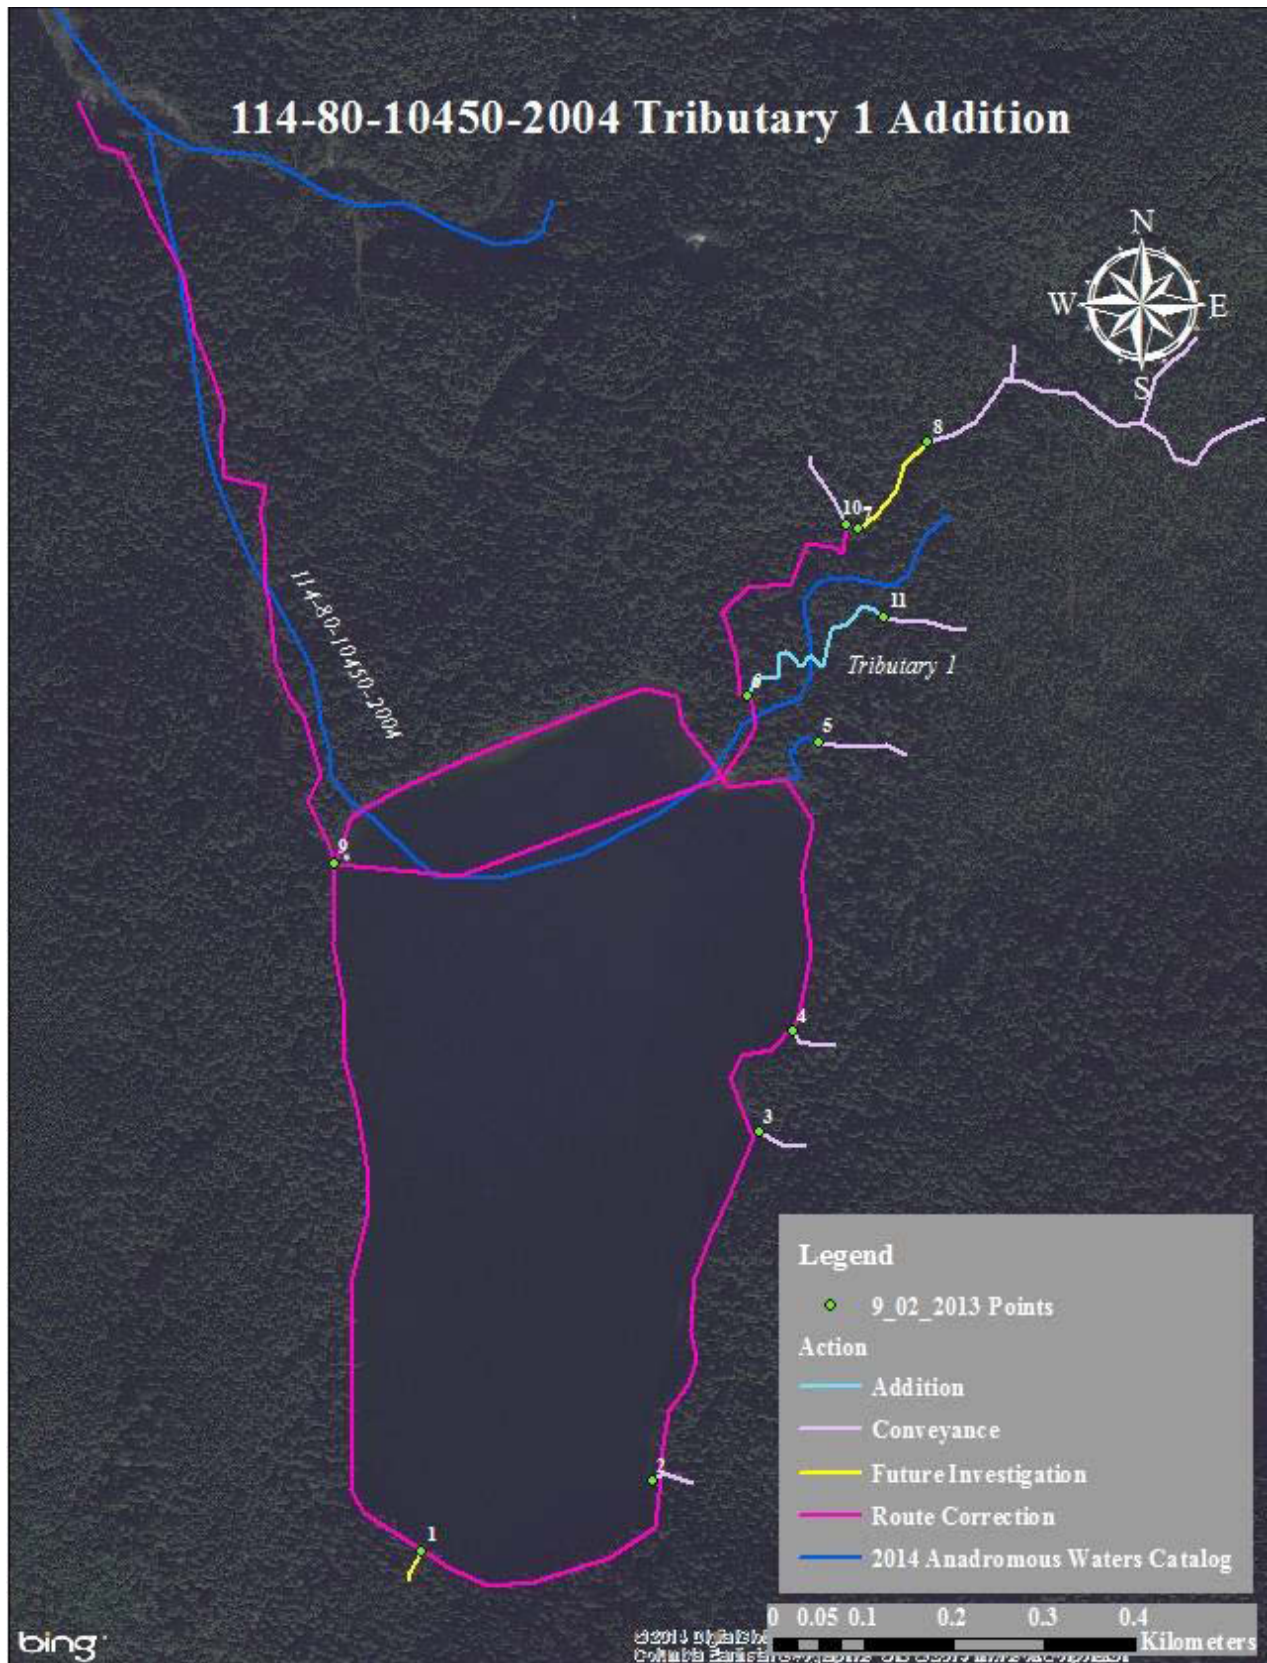 114-80-10450-2004 Tributary 1 Addition
N
W
E
S
8
10
7
11
114-80-10450-2004
Tributary 1
6
5
9
4
3
2
1
Legend
9_02_2013 Points
Action
Addition
Conveyance
Future Investigation
Route Correction
2014 Anadromous Waters Catalog
0 0.05 0.1 0.2 0.3 0.4
Kilometers
bing